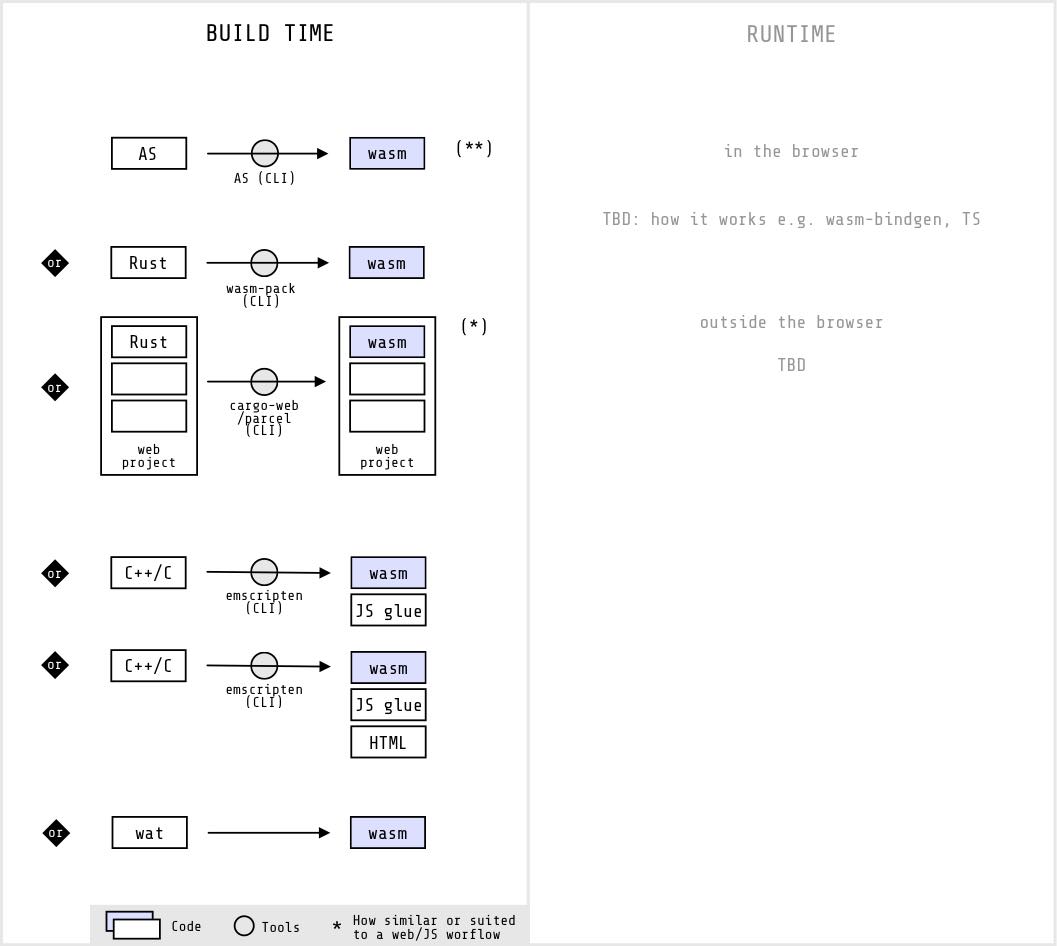 BUILD TIME
RUNTIME
AS
wasm
(**)
AS (CLI)
in the browser
TBD: how it works e.g. wasm-bindgen, TS
or
Rust
wasm
wasm-pack
(CLI)
outside the browser
TBD
(*)
Rust
wasm
or
cargo-web
/parcel
(CLI)
web
project
web
project
or
C++/C
wasm
emscripten
(CLI)
JS glue
or
C++/C
wasm
emscripten
(CLI)
JS glue
HTML
or
wat
wasm
Code
Tools
* How similar or suited
to a web/JS worflow